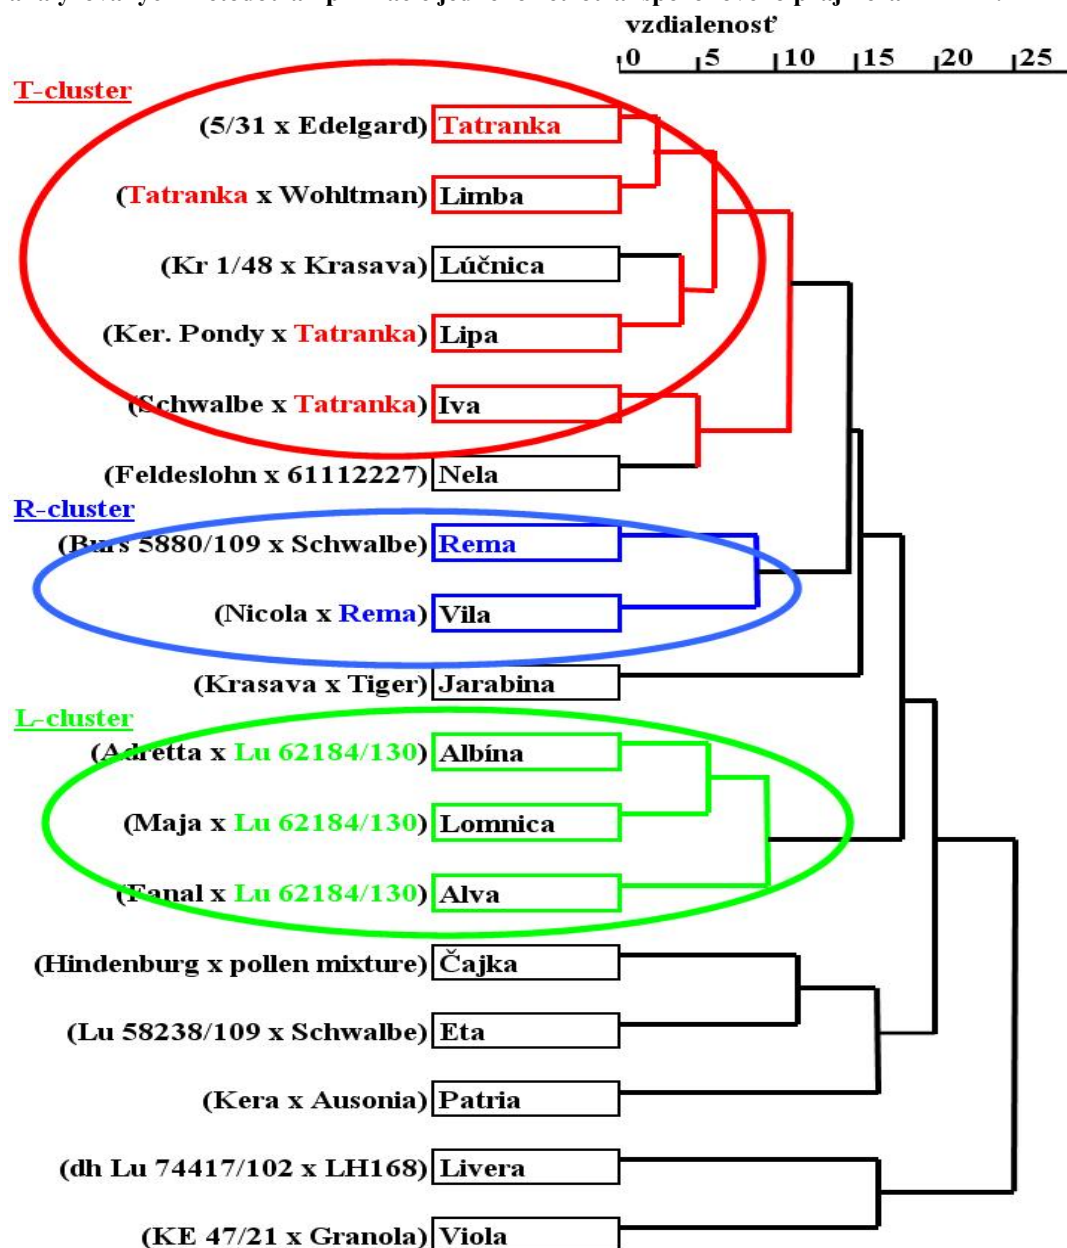 vzdialenosť
0 5 10 15 20 25
T-cluster
(5/31 x Edelgard) Tatranka
(Tatranka x Wohltman) Limba
(Kr 1/48 x Krasava) Lúčnica
(Ker. Pondy x Tatranka) Lipa
(Schwalbe x Tatranka) Iva
(Feldeslohn x 61112227) Nela
R-cluster
(Burs 5880/109 x Schwalbe) Rema
(Nicola x Rema) Vila
(Krasava x Tiger) Jarabina
L-cluster
(Adretta x Lu 62184/130) Albína
(Maja x Lu 62184/130) Lomnica
(Fanal x Lu 62184/130) Alva
(Hindenburg x pollen mixture) Čajka
(Lu 58238/109 x Schwalbe) Eta
(Kera x Ausonia) Patria
(dh Lu 74417/102 x LH168) Livera
(KE 47/21 x Granola) Viola